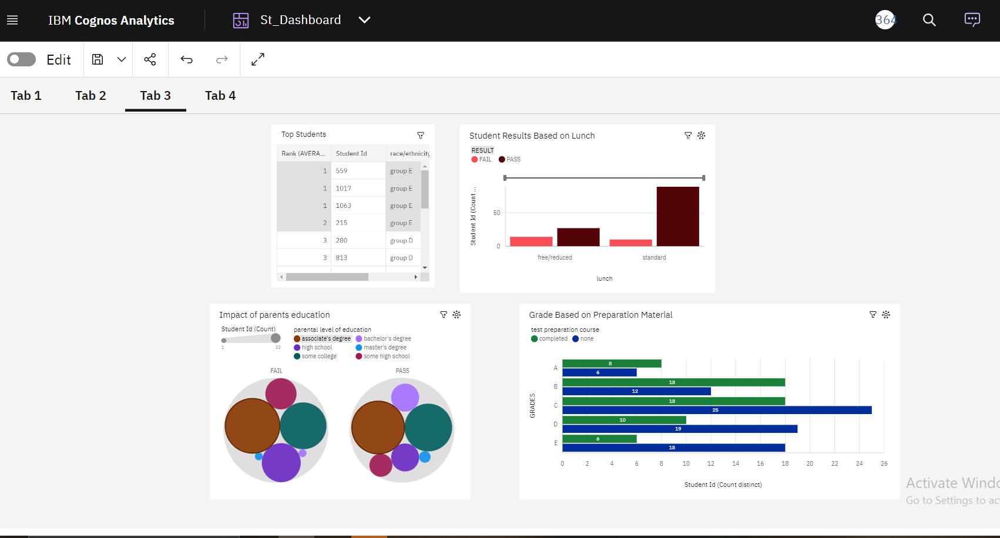 IBM Cognos Analytics
St_Dashboard
364
Edit
Tab 1 Tab 2 Tab 3 Tab 4
Top Students
Rank (AVERA... Student Id race/ethnicity
1 559 group E
1 1017 group E
1 1063 group E
2 215 group E
3 280 group D
3 813 group D
Student Results Based on Lunch
RESULT
FAIL PASS
Student Id (Count ...
50
0
free/reduced standard
lunch
Impact of parents education
Student Id (Count)
1 32
parental level of education
associate's degree bachelor's degree
high school master's degree
some college some high school
FAIL PASS
Grade Based on Preparation Material
test preparation course
completed none
GRADES
A 8
6
B 18
12
C 18
25
D 10
19
E 6
18
0 2 4 6 8 10 12 14 16 18 20 22 24 26
Student Id (Count distinct)
Activate Windo
Go to Settings to ac